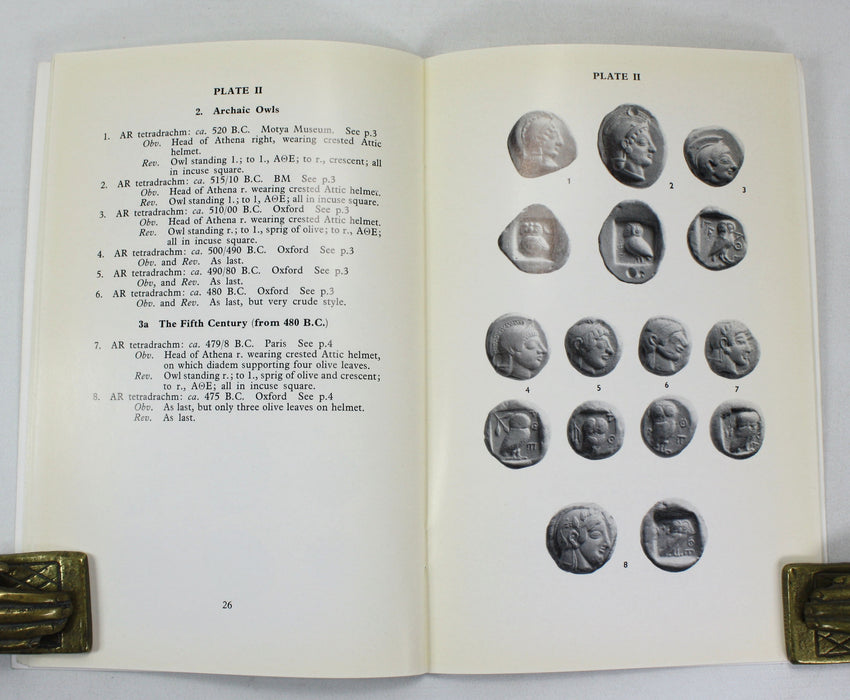 PLATE II
2. Archaic Owls
1. AR tetradrachm: ca. 520 B.C. Motya Museum. See p.3
Obv. Head of Athena right, wearing crested Attic
helmet.
Rev. Owl standing l.; to l., AΘE; to r., crescent; all
in incuse square.
2. AR tetradrachm: ca. 515/10 B.C. BM See p.3
Obv. Head of Athena r. wearing crested Attic helmet.
Rev. Owl standing l.; to l, AΘE; all in incuse square.
3. AR tetradrachm: ca. 510/00 B.C. Oxford See p.3
Obv. Head of Athena r. wearing crested Attic helmet.
Rev. Owl standing r.; to l., sprig of olive; to r., AΘE;
all in incuse square.
4. AR tetradrachm: ca. 500/490 B.C. Oxford See p.3
Obv. and Rev. As last.
5. AR tetradrachm: ca. 490/80 B.C. Oxford See p.3
Obv, and Rev. As last.
6. AR tetradrachm: ca. 480 B.C. Oxford See p.3
Obv. and Rev. As last, but very crude style.
3a The Fifth Century (from 480 B.C.)
7. AR tetradrachm: ca. 479/8 B.C. Paris See p.4
Obv. Head of Athena r. wearing crested Attic helmet,
on which diadem supporting four olive leaves.
Rev. Owl standing r.; to l., sprig of olive and crescent;
to r., AΘE; all in incuse square.
8. AR tetradrachm: ca. 475 B.C. Oxford See p.4
Obv. As last, but only three olive leaves on helmet.
Rev. As last.
26
PLATE II
1 2 3
4 5 6 7
8